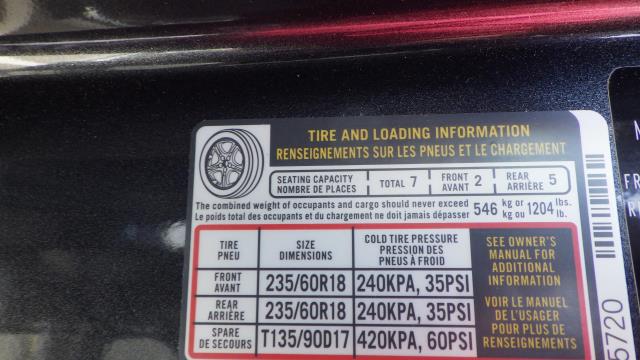 TIRE AND LOADING INFORMATION
RENSEIGNEMENTS SUR LES PNEUS ET LE CHARGEMENT
SEATING CAPACITY
NOMBRE DE PLACES
TOTAL 7
FRONT
AVANT 2
REAR
ARRIÈRE 5
The combined weight of occupants and cargo should never exceed
Le poids total des occupants et du chargement ne doit jamais dépasser
546 kg or
kg ou 1204 lbs.
lb.
TIRE
PNEU
SIZE
DIMENSIONS
COLD TIRE PRESSURE
PRESSION DES
PNEUS À FROID
SEE OWNER'S
MANUAL FOR
ADDITIONAL
INFORMATION
VOIR LE MANUEL
DE L'USAGER
POUR PLUS DE
RENSEIGNEMENTS
FRONT
AVANT
235/60R18
240KPA, 35PSI
REAR
ARRIÈRE
235/60R18
240KPA, 35PSI
SPARE
DE SECOURS
T135/90D17
420KPA, 60PSI
5720